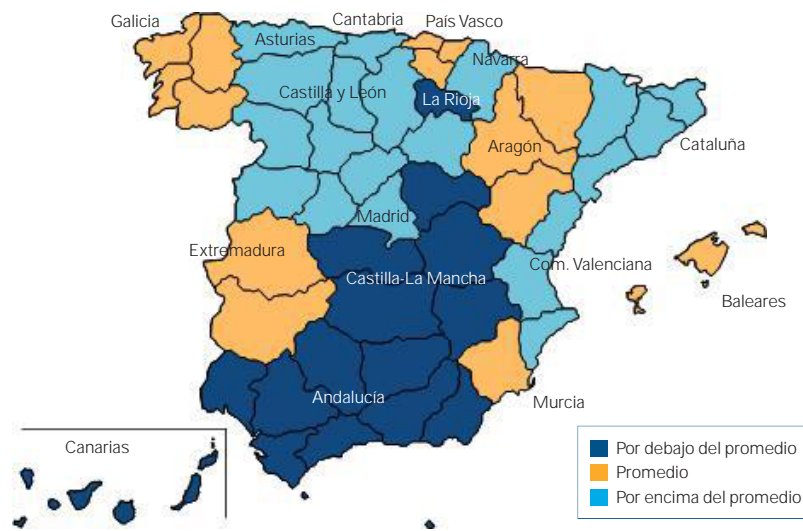 Galicia
Cantabria
País Vasco
Asturias
Navarra
Castilla y León
La Rioja
Aragón
Cataluña
Madrid
Extremadura
Castilla-La Mancha
Com. Valenciana
Baleares
Andalucía
Murcia
Canarias
Por debajo del promedio
Promedio
Por encima del promedio